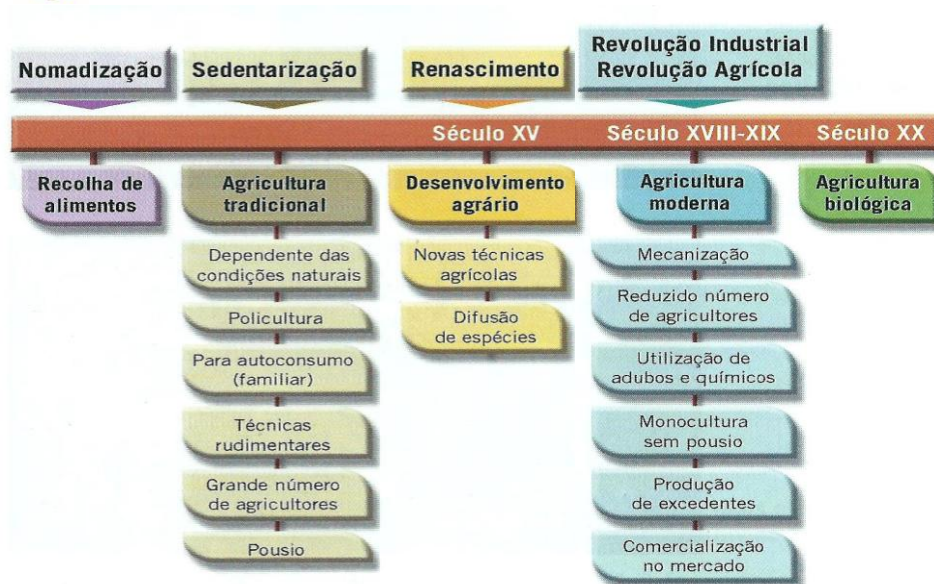 Nomadização
Sedentarização
Renascimento
Revolução Industrial
Revolução Agrícola
Século XV
Século XVIII-XIX
Século XX
Recolha de
alimentos
Agricultura
tradicional
Dependente das
condições naturais
Policultura
Para autoconsumo
(familiar)
Técnicas
rudimentares
Grande número
de agricultores
Pousio
Desenvolvimento
agrário
Novas técnicas
agrícolas
Difusão
de espécies
Agricultura
moderna
Mecanização
Reduzido número
de agricultores
Utilização de
adubos e químicos
Monocultura
sem pousio
Produção
de excedentes
Comercialização
no mercado
Agricultura
biológica